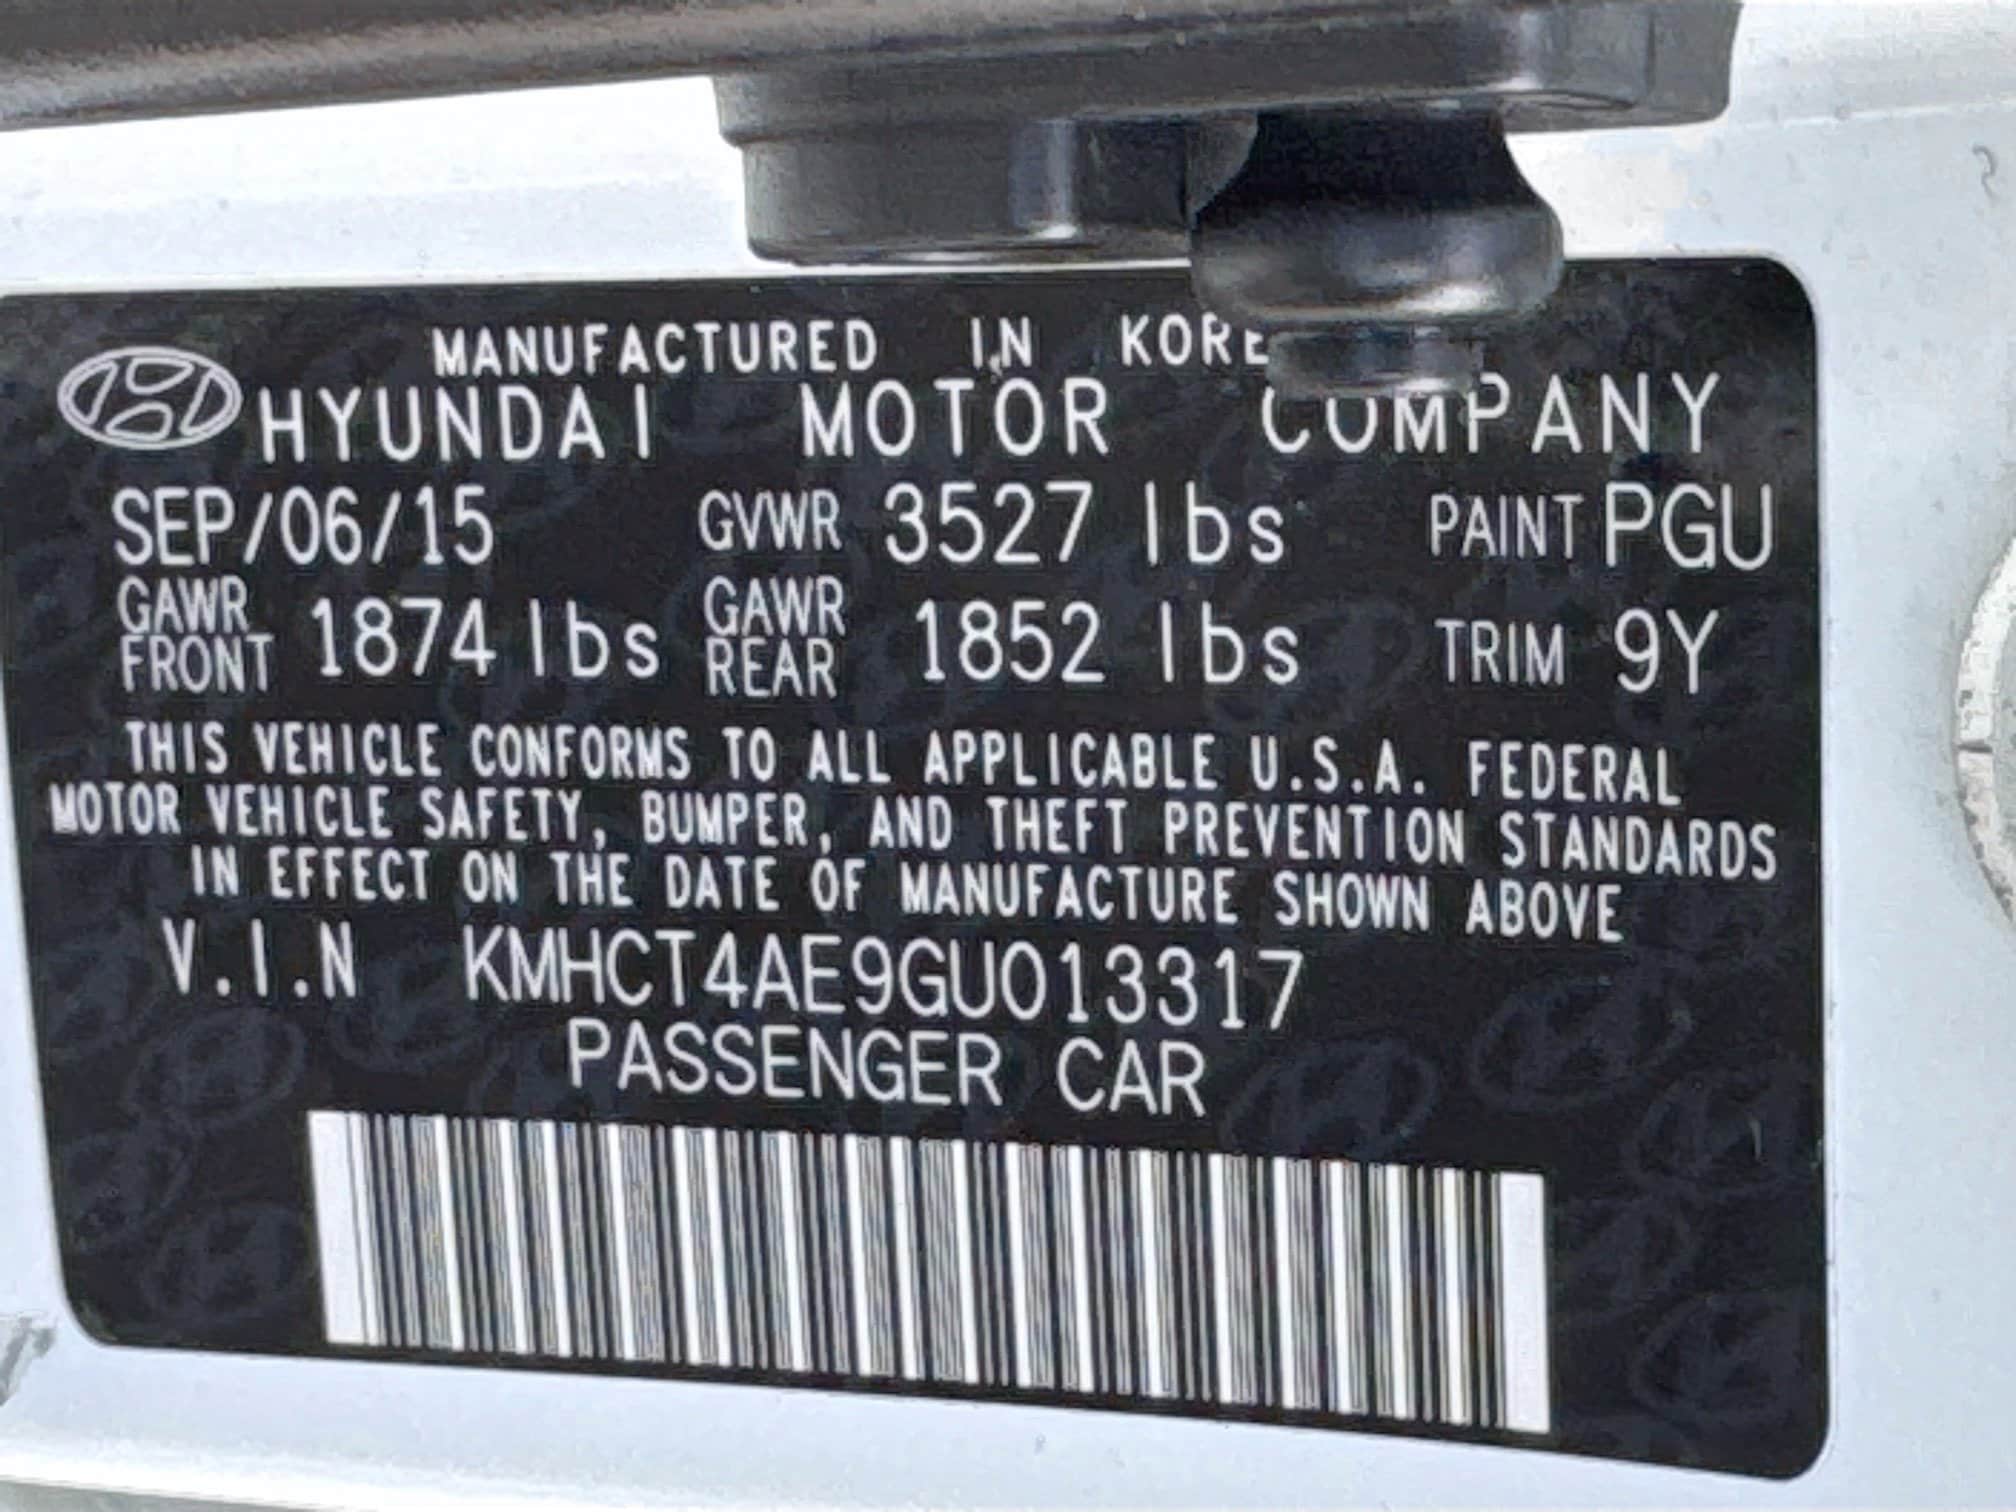 MANUFACTURED IN KORE
HYUNDAI MOTOR COMPANY
SEP/06/15 GVWR 3527 lbs PAINT PGU
GAWR FRONT 1874 lbs GAWR REAR 1852 lbs TRIM 9Y
THIS VEHICLE CONFORMS TO ALL APPLICABLE U.S.A. FEDERAL
MOTOR VEHICLE SAFETY, BUMPER, AND THEFT PREVENTION STANDARDS
IN EFFECT ON THE DATE OF MANUFACTURE SHOWN ABOVE
V.I.N KMHCT4AE9GU013317
PASSENGER CAR